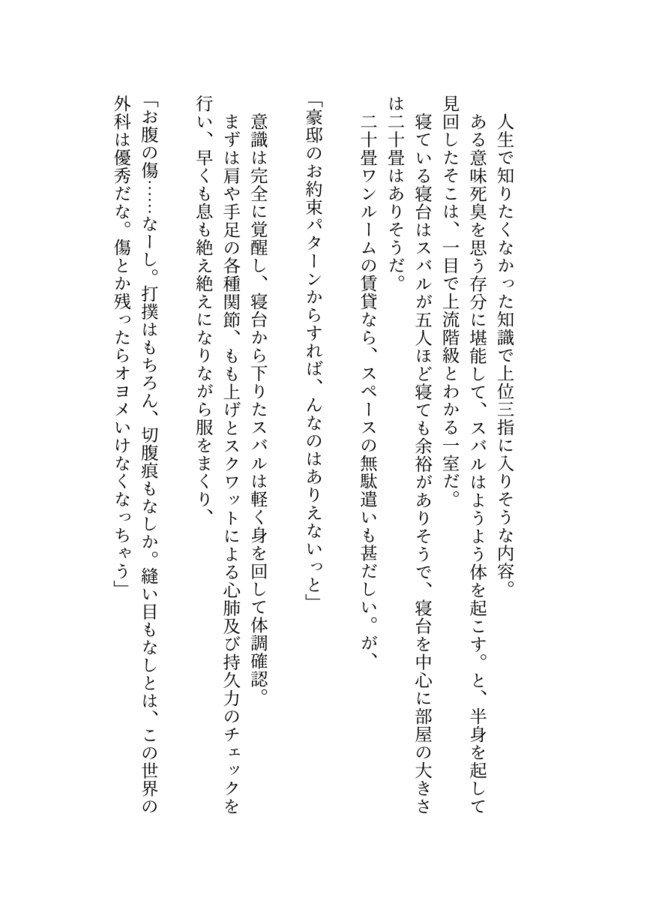 人生で知りたくなかった知識で上位三指に入りそうな内容。
ある意味死臭を思う存分に堪能して、スバルはようよう体を起こす。と、半身を起して
見回したそこは、一目で上流階級とわかる一室だ。
寝ている寝台はスバルが五人ほど寝ても余裕がありそうで、寝台を中心に部屋の大きさ
は二十畳はありそうだ。
二十畳ワンルームの賃貸なら、スペースの無駄遣いも甚だしい。が、
「豪邸のお約束パターンからすれば、んなのはありえないっと」
意識は完全に覚醒し、寝台から下りたスバルは軽く身を回して体調確認。
まずは肩や手足の各種関節、もも上げとスクワットによる心肺及び持久力のチェックを
行い、早くも息も絶え絶えになりながら服をまくり、
「お腹の傷……なーし。打撲はもちろん、切腹痕もなしか。縫い目もなしとは、この世界の
外科は優秀だな。傷とか残ったらオヨメいけなくなっちゃう」